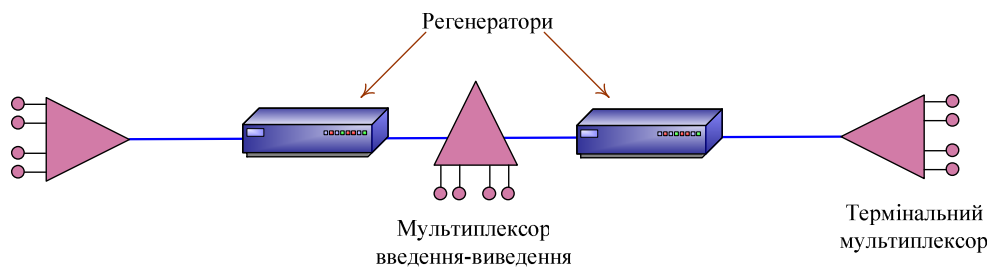 Регенератори
Мультиплексор
введення-виведення
Термінальний
мультиплексор